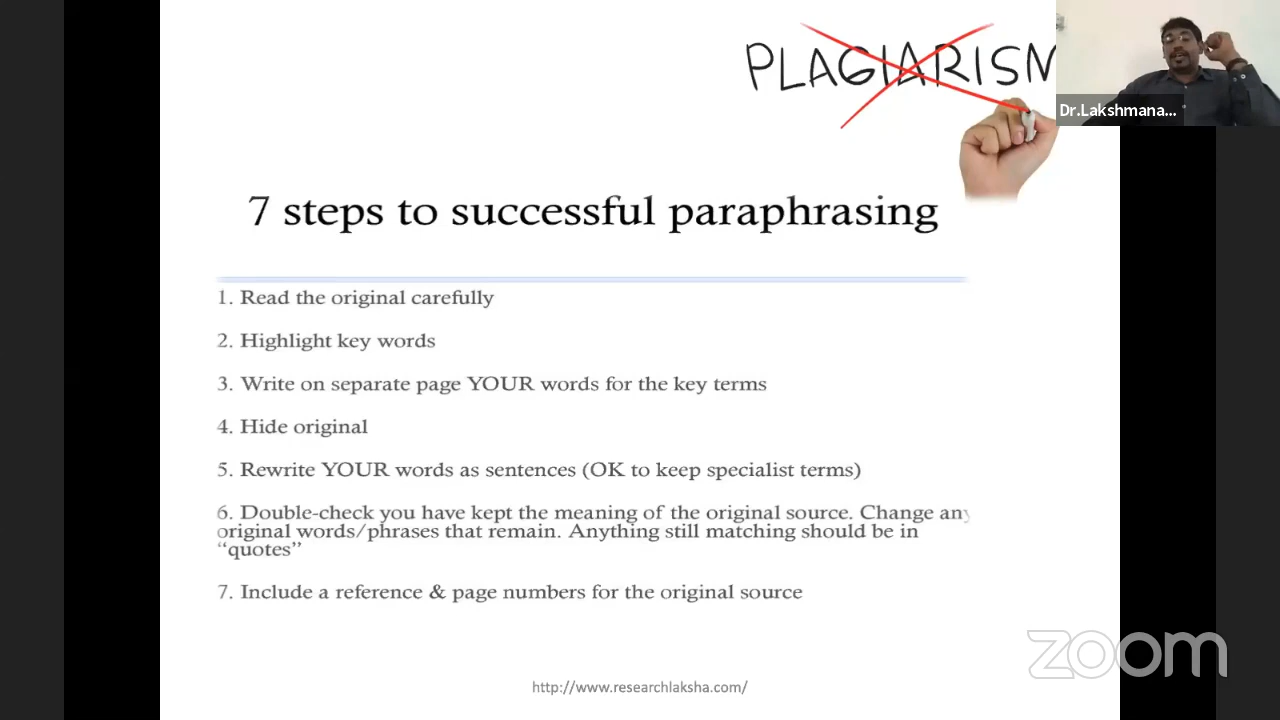 PLAGIARISM
Dr.Lakshmana...
7 steps to successful paraphrasing
1. Read the original carefully
2. Highlight key words
3. Write on separate page YOUR words for the key terms
4. Hide original
5. Rewrite YOUR words as sentences (OK to keep specialist terms)
6. Double-check you have kept the meaning of the original source. Change any
original words/phrases that remain. Anything still matching should be in
“quotes”
7. Include a reference & page numbers for the original source
zoom
http://www.researchlaksha.com/